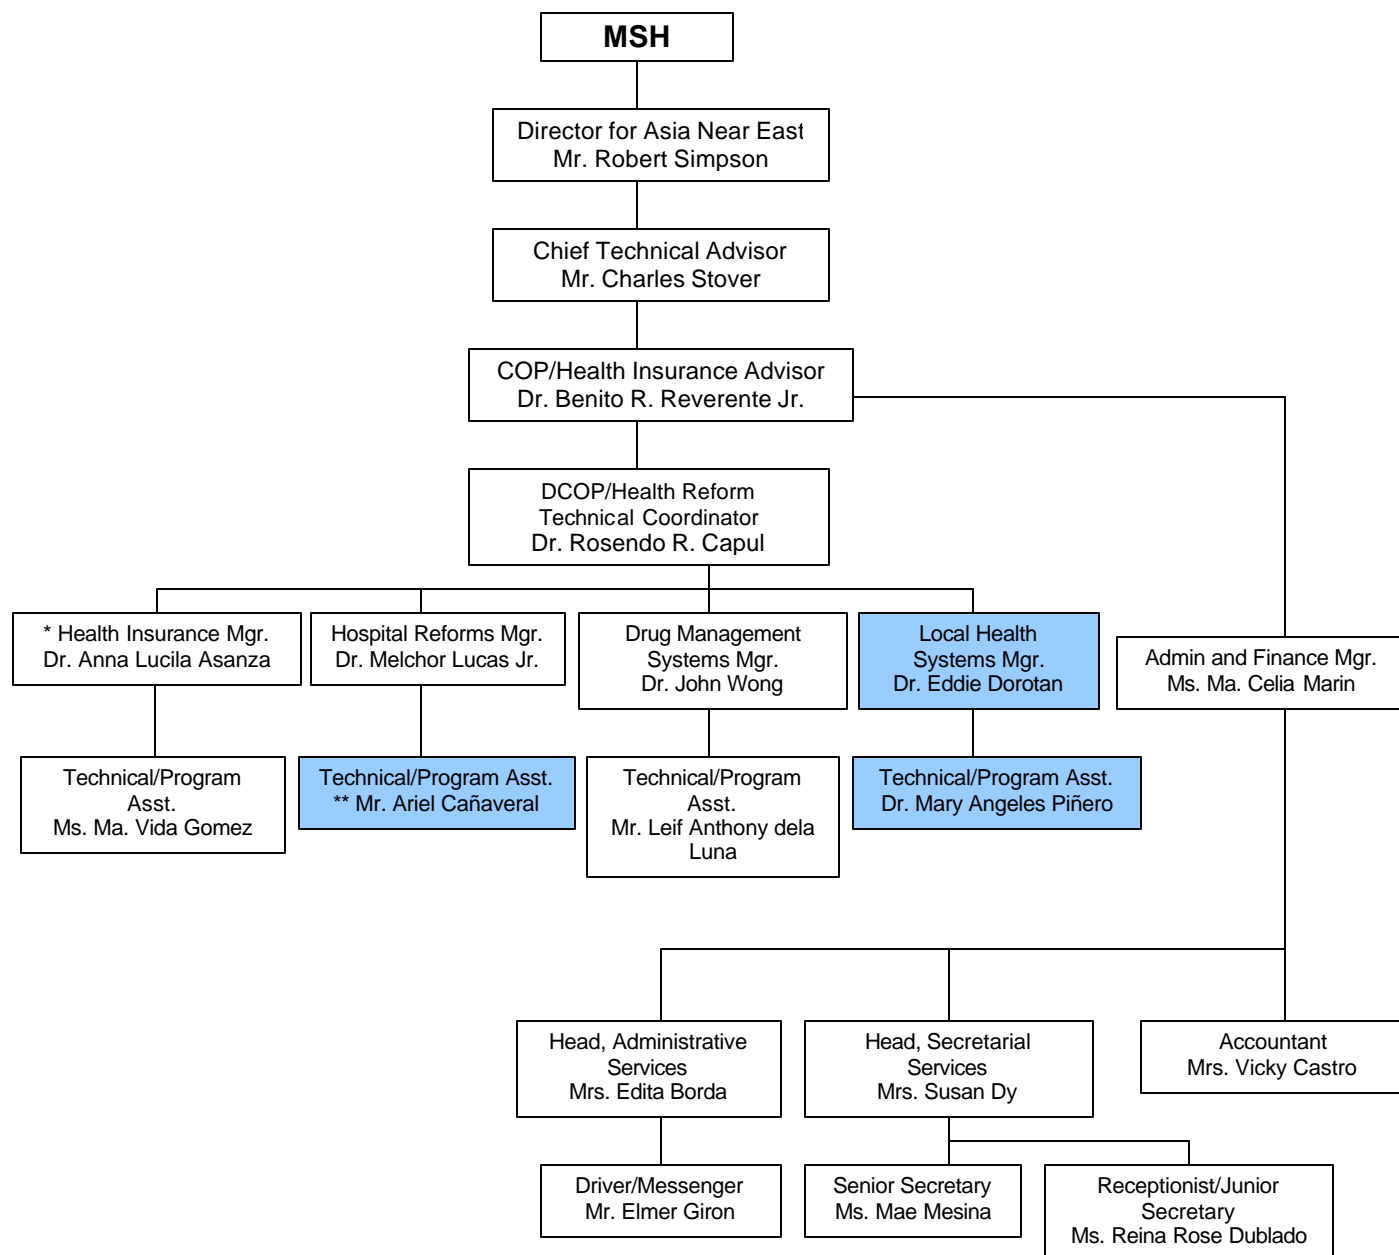 MSH
Director for Asia Near East
Mr. Robert Simpson
Chief Technical Advisor
Mr. Charles Stover
COP/Health Insurance Advisor
Dr. Benito R. Reverente Jr.
DCOP/Health Reform
Technical Coordinator
Dr. Rosendo R. Capul
* Health Insurance Mgr.
Dr. Anna Lucila Asanza
Hospital Reforms Mgr.
Dr. Melchor Lucas Jr.
Drug Management
Systems Mgr.
Dr. John Wong
Local Health
Systems Mgr.
Dr. Eddie Dorotan
Admin and Finance Mgr.
Ms. Ma. Celia Marin
Technical/Program
Asst.
Ms. Ma. Vida Gomez
Technical/Program Asst.
** Mr. Ariel Cañaveral
Technical/Program
Asst.
Mr. Leif Anthony dela
Luna
Technical/Program Asst.
Dr. Mary Angeles Piñero
Head, Administrative
Services
Mrs. Edita Borda
Head, Secretarial
Services
Mrs. Susan Dy
Accountant
Mrs. Vicky Castro
Driver/Messenger
Mr. Elmer Giron
Senior Secretary
Ms. Mae Mesina
Receptionist/Junior
Secretary
Ms. Reina Rose Dublado